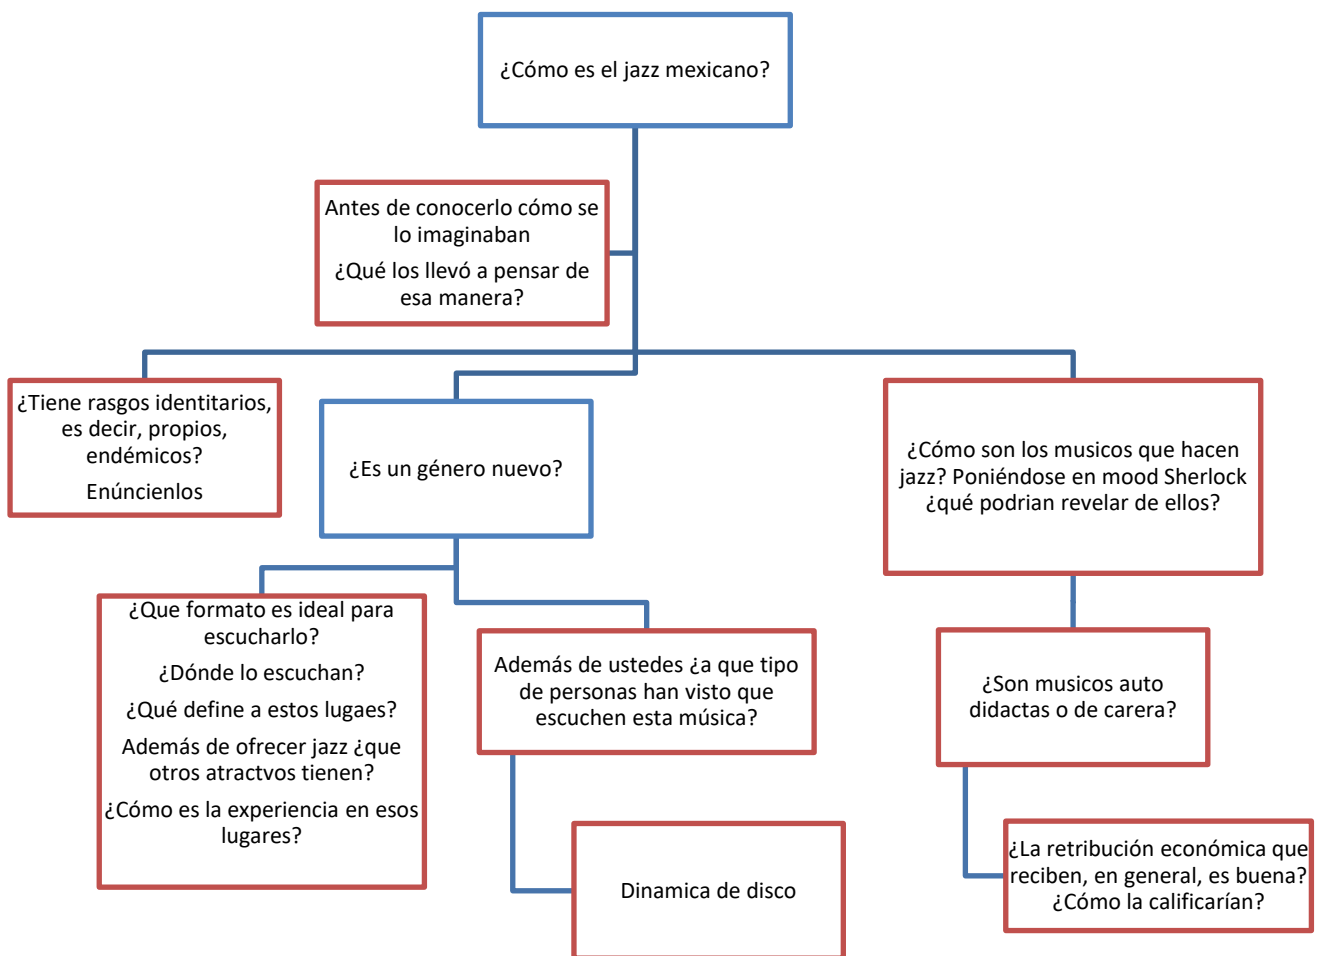 ¿Cómo es el jazz mexicano?
Antes de conocerlo cómo se
lo imaginaban
¿Qué los llevó a pensar de
esa manera?
¿Tiene rasgos identitarios,
es decir, propios,
endémicos?
Enúncienlos
¿Es un género nuevo?
¿Cómo son los musicos que hacen
jazz? Poniéndose en mood Sherlock
¿qué podrian revelar de ellos?
¿Que formato es ideal para
escucharlo?
¿Dónde lo escuchan?
¿Qué define a estos lugaes?
Además de ofrecer jazz ¿que
otros atractvos tienen?
¿Cómo es la experiencia en esos
lugares?
Además de ustedes ¿a que tipo
de personas han visto que
escuchen esta música?
Dinamica de disco
¿Son musicos auto
didactas o de carera?
¿La retribución económica que
reciben, en general, es buena?
¿Cómo la calificarían?